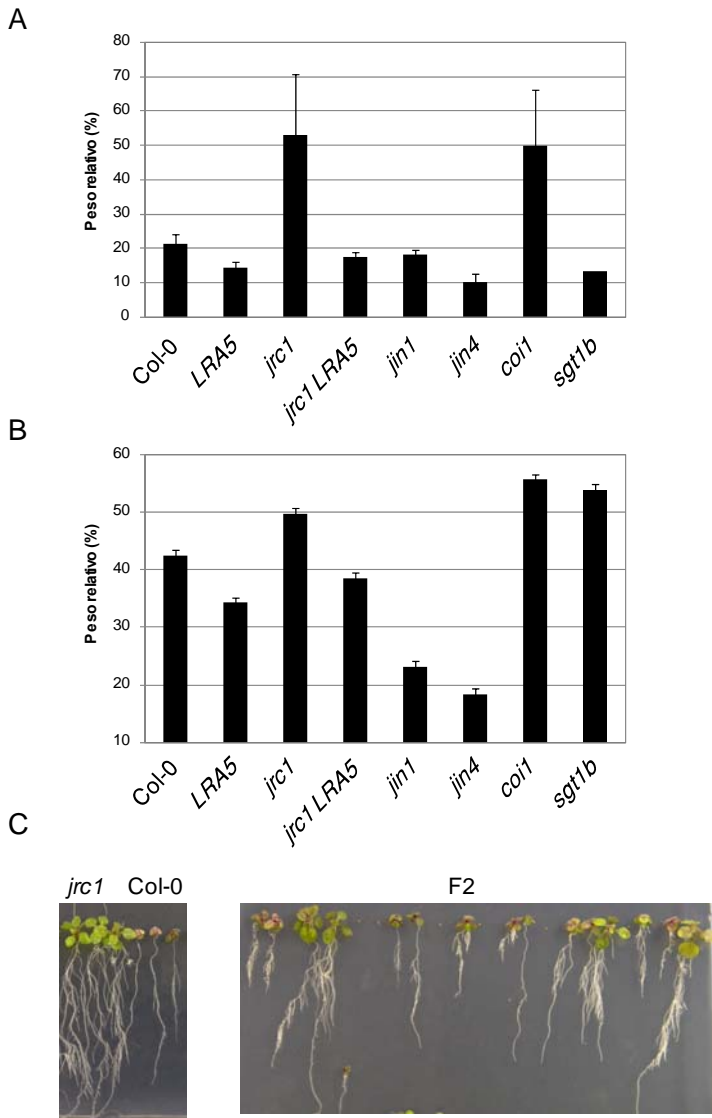 A
80
70
60
50
40
30
20
10
0
Peso relativo (%)
Col-0
LRA5
jrc1
jrc1 LRA5
jin1
jin4
coi1
sgt1b
B
60
50
40
30
20
10
Peso relativo (%)
Col-0
LRA5
jrc1
jrc1 LRA5
jin1
jin4
coi1
sgt1b
C
jrc1 Col-0 F2